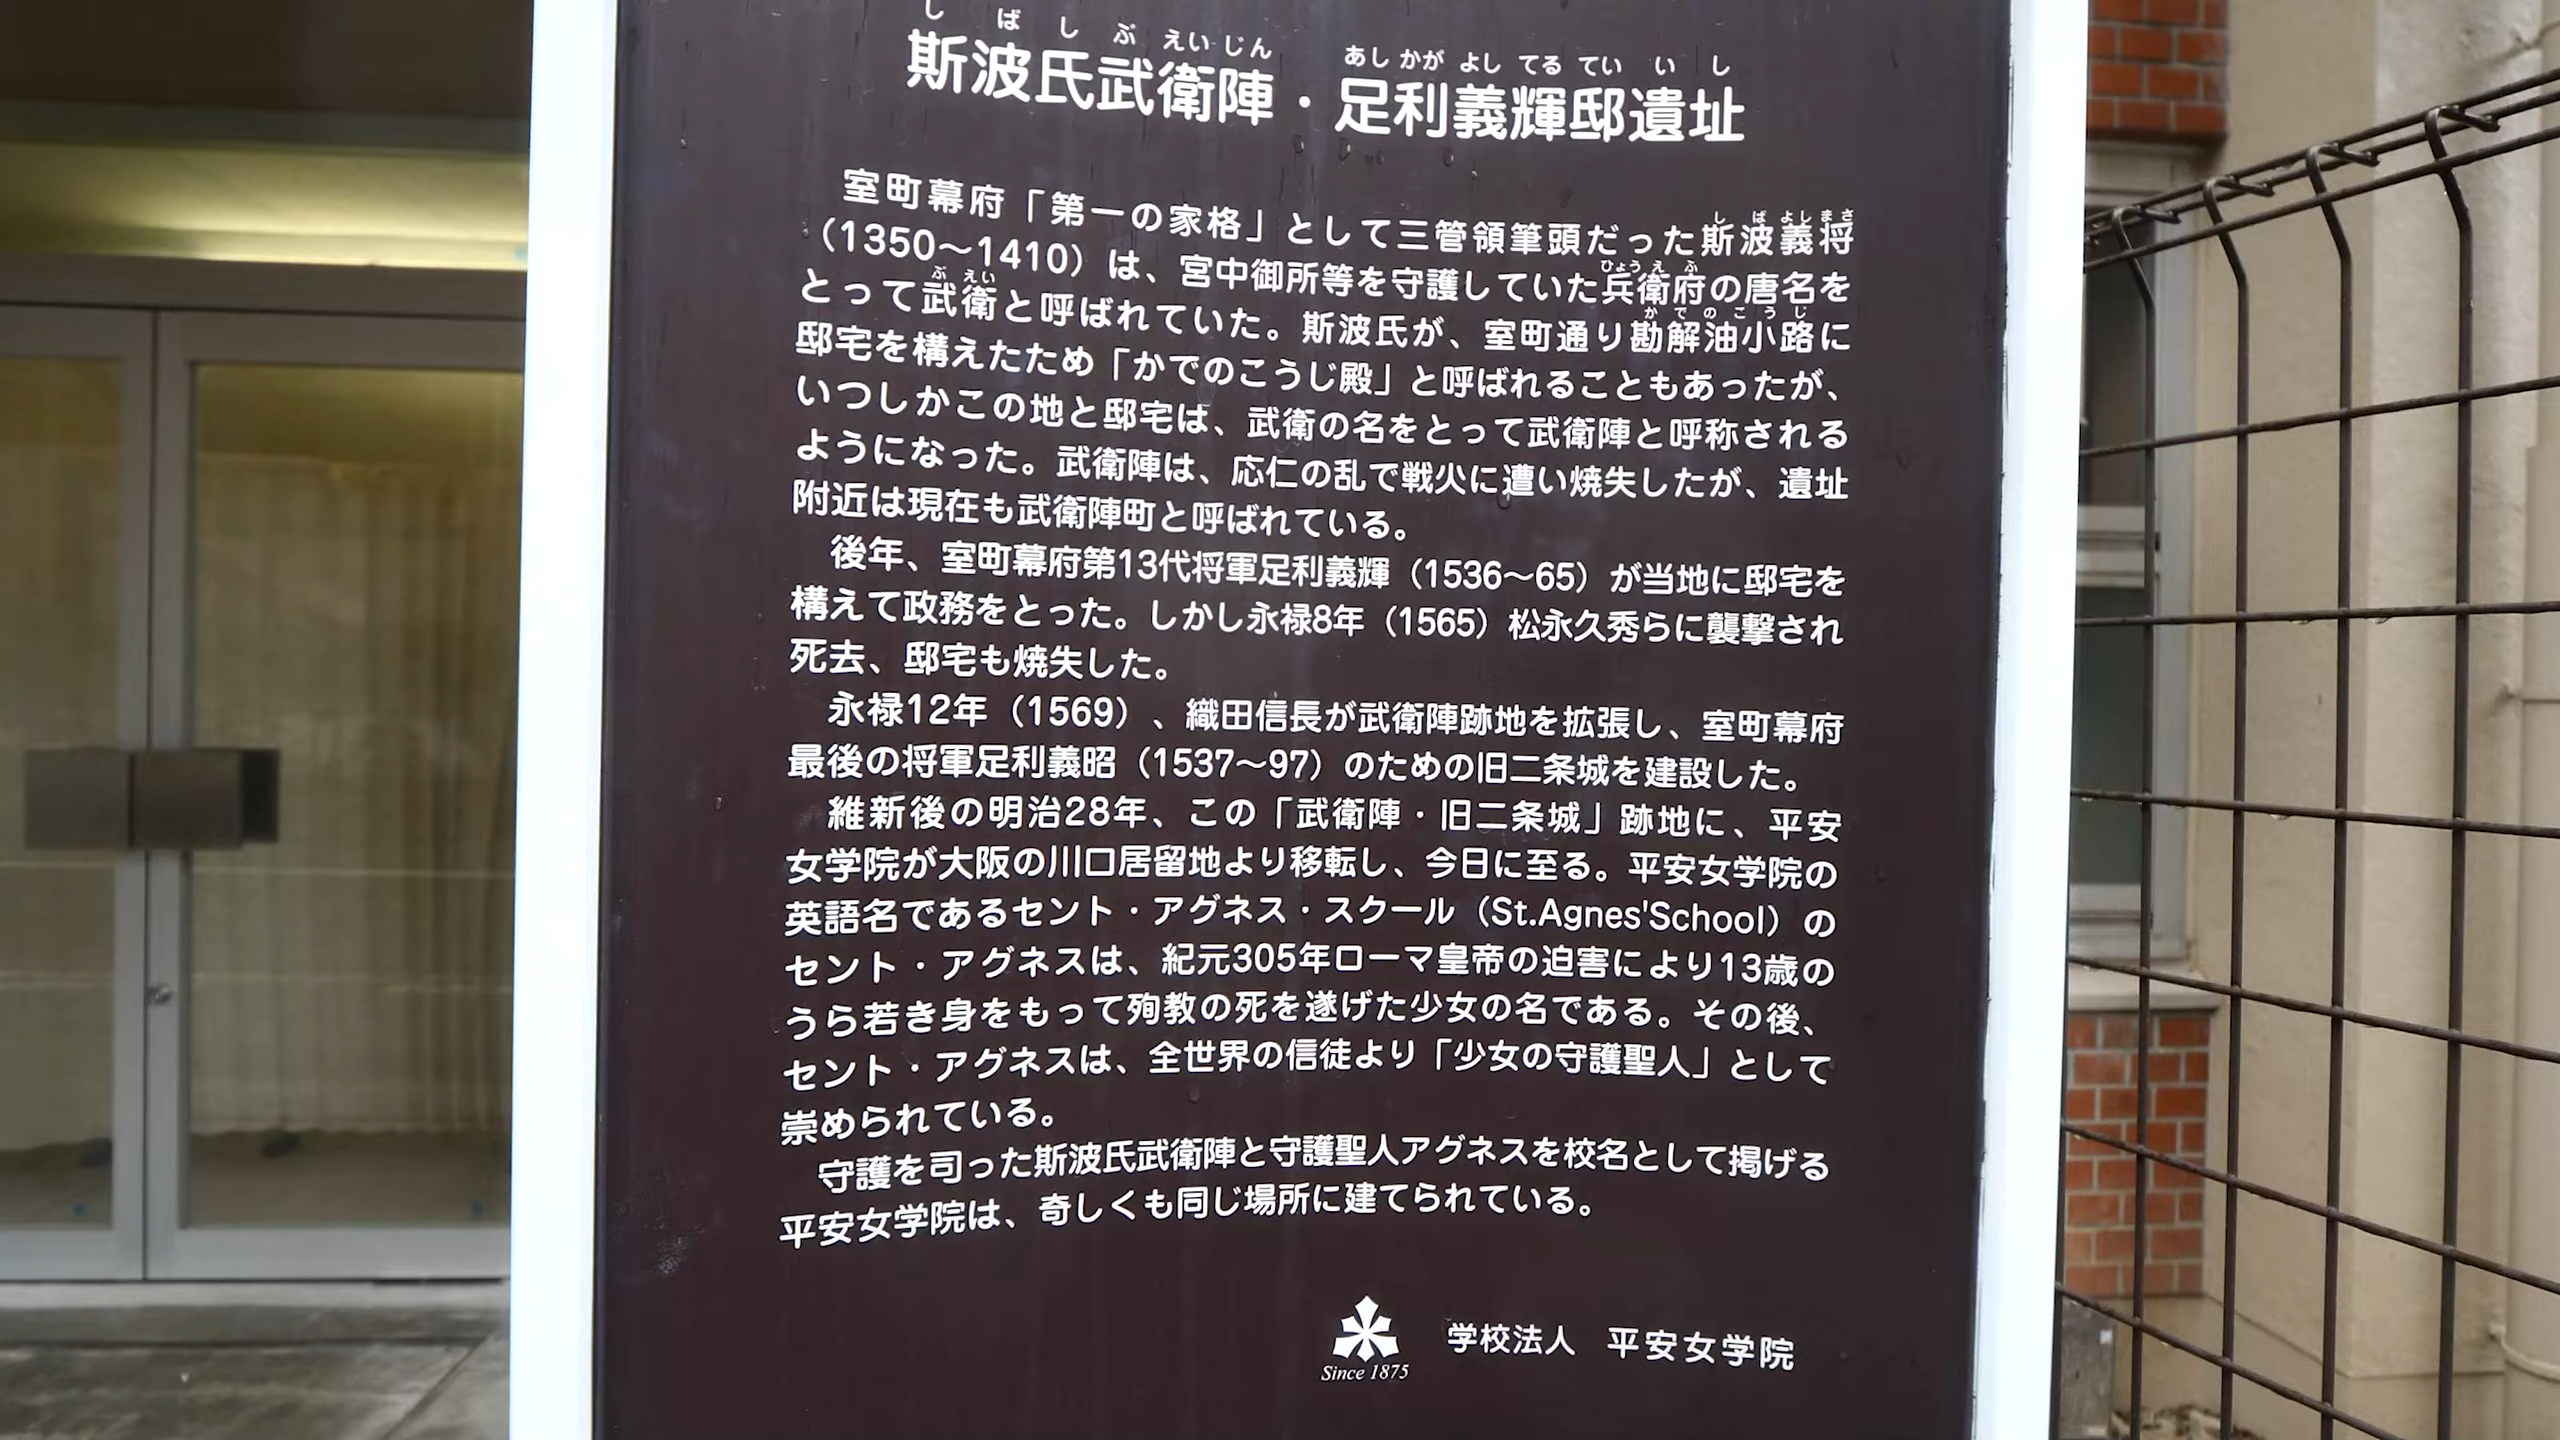 しばしぶえいじん あしかがよしてるていいし
斯波氏武衛陣・足利義輝邸遺址
しばよしまさ
室町幕府「第一の家格」として三管領筆頭だった斯波義将
ひょうえふ
（1350〜1410）は、宮中御所等を守護していた兵衛府の唐名を
ぶえい
とって武衛と呼ばれていた。斯波氏が、室町通り勘解油小路に
かでのこうじ
邸宅を構えたため「かでのこうじ殿」と呼ばれることもあったが、
いつしかこの地と邸宅は、武衛の名をとって武衛陣と呼称される
ようになった。武衛陣は、応仁の乱で戦火に遭い焼失したが、遺址
附近は現在も武衛陣町と呼ばれている。
後年、室町幕府第13代将軍足利義輝（1536〜65）が当地に邸宅を
構えて政務をとった。しかし永禄8年（1565）松永久秀らに襲撃され
死去、邸宅も焼失した。
永禄12年（1569）、織田信長が武衛陣跡地を拡張し、室町幕府
最後の将軍足利義昭（1537〜97）のための旧二条城を建設した。
維新後の明治28年、この「武衛陣・旧二条城」跡地に、平安
女学院が大阪の川口居留地より移転し、今日に至る。平安女学院の
英語名であるセント・アグネス・スクール（St.Agnes'School）の
セント・アグネスは、紀元305年ローマ皇帝の迫害により13歳の
うら若き身をもって殉教の死を遂げた少女の名である。その後、
セント・アグネスは、全世界の信徒より「少女の守護聖人」として
崇められている。
守護を司った斯波氏武衛陣と守護聖人アグネスを校名として掲げる
平安女学院は、奇しくも同じ場所に建てられている。
Since 1875
学校法人 平安女学院